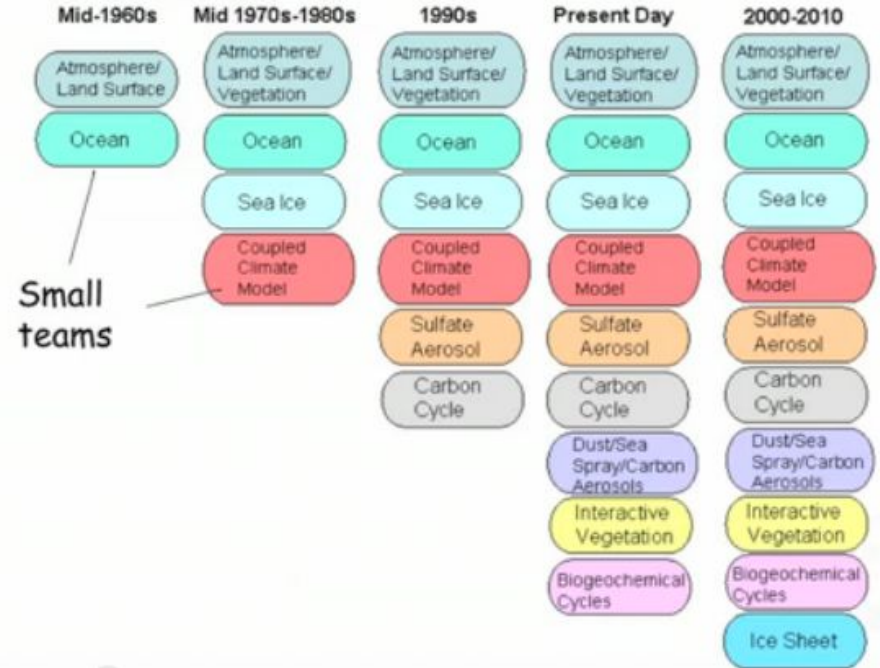 Mid-1960s
Atmosphere/
Land Surface
Ocean
Small
teams
Mid 1970s-1980s
Atmosphere/
Land Surface/
Vegetation
Ocean
Sea Ice
Coupled
Climate
Model
1990s
Atmosphere/
Land Surface/
Vegetation
Ocean
Sea Ice
Coupled
Climate
Model
Sulfate
Aerosol
Carbon
Cycle
Present Day
Atmosphere/
Land Surface/
Vegetation
Ocean
Sea Ice
Coupled
Climate
Model
Sulfate
Aerosol
Carbon
Cycle
Dust/Sea
Spray/Carbon
Aerosols
Interactive
Vegetation
Biogeochemical
Cycles
2000-2010
Atmosphere/
Land Surface/
Vegetation
Ocean
Sea Ice
Coupled
Climate
Model
Sulfate
Aerosol
Carbon
Cycle
Dust/Sea
Spray/Carbon
Aerosols
Interactive
Vegetation
Biogeochemical
Cycles
Ice Sheet